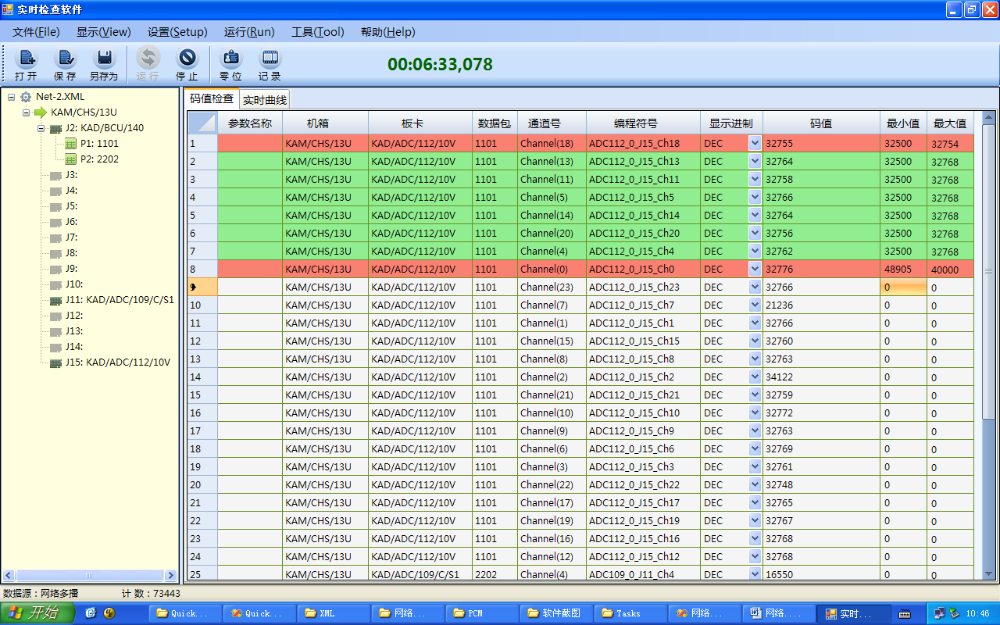 实时检查软件
文件(File) 显示(View) 设置(Setup) 运行(Run) 工具(Tool) 帮助(Help)
打 开 保 存 另存为 运 行 停 止 零 位 记 录 00:06:33,078
Net-2.XML
KAM/CHS/13U
J2: KAD/BCU/140
P1: 1101
P2: 2202
J3:
J4:
J5:
J6:
J7:
J8:
J9:
J10:
J11: KAD/ADC/109/C/S1
J12:
J13:
J14:
J15: KAD/ADC/112/10V
码值检查 实时曲线
参数名称 机箱 板卡 数据包 通道号 编程符号 显示进制 码值 最小值 最大值
1 KAM/CHS/13U KAD/ADC/112/10V 1101 Channel(18) ADC112_0_J15_Ch18 DEC 32755 32500 32754
2 KAM/CHS/13U KAD/ADC/112/10V 1101 Channel(13) ADC112_0_J15_Ch13 DEC 32764 32500 32768
3 KAM/CHS/13U KAD/ADC/112/10V 1101 Channel(11) ADC112_0_J15_Ch11 DEC 32758 32500 32768
4 KAM/CHS/13U KAD/ADC/112/10V 1101 Channel(5) ADC112_0_J15_Ch5 DEC 32766 32500 32768
5 KAM/CHS/13U KAD/ADC/112/10V 1101 Channel(14) ADC112_0_J15_Ch14 DEC 32764 32500 32768
6 KAM/CHS/13U KAD/ADC/112/10V 1101 Channel(20) ADC112_0_J15_Ch20 DEC 32756 32500 32768
7 KAM/CHS/13U KAD/ADC/112/10V 1101 Channel(4) ADC112_0_J15_Ch4 DEC 32762 32500 32768
8 KAM/CHS/13U KAD/ADC/112/10V 1101 Channel(0) ADC112_0_J15_Ch0 DEC 32776 48905 40000
9 KAM/CHS/13U KAD/ADC/112/10V 1101 Channel(23) ADC112_0_J15_Ch23 DEC 32766 0 0
10 KAM/CHS/13U KAD/ADC/112/10V 1101 Channel(7) ADC112_0_J15_Ch7 DEC 21236 0 0
11 KAM/CHS/13U KAD/ADC/112/10V 1101 Channel(1) ADC112_0_J15_Ch1 DEC 32766 0 0
12 KAM/CHS/13U KAD/ADC/112/10V 1101 Channel(15) ADC112_0_J15_Ch15 DEC 32760 0 0
13 KAM/CHS/13U KAD/ADC/112/10V 1101 Channel(8) ADC112_0_J15_Ch8 DEC 32763 0 0
14 KAM/CHS/13U KAD/ADC/112/10V 1101 Channel(2) ADC112_0_J15_Ch2 DEC 34122 0 0
15 KAM/CHS/13U KAD/ADC/112/10V 1101 Channel(21) ADC112_0_J15_Ch21 DEC 32759 0 0
16 KAM/CHS/13U KAD/ADC/112/10V 1101 Channel(10) ADC112_0_J15_Ch10 DEC 32772 0 0
17 KAM/CHS/13U KAD/ADC/112/10V 1101 Channel(9) ADC112_0_J15_Ch9 DEC 32763 0 0
18 KAM/CHS/13U KAD/ADC/112/10V 1101 Channel(6) ADC112_0_J15_Ch6 DEC 32769 0 0
19 KAM/CHS/13U KAD/ADC/112/10V 1101 Channel(3) ADC112_0_J15_Ch3 DEC 32761 0 0
20 KAM/CHS/13U KAD/ADC/112/10V 1101 Channel(22) ADC112_0_J15_Ch22 DEC 32748 0 0
21 KAM/CHS/13U KAD/ADC/112/10V 1101 Channel(17) ADC112_0_J15_Ch17 DEC 32765 0 0
22 KAM/CHS/13U KAD/ADC/112/10V 1101 Channel(19) ADC112_0_J15_Ch19 DEC 32767 0 0
23 KAM/CHS/13U KAD/ADC/112/10V 1101 Channel(16) ADC112_0_J15_Ch16 DEC 32768 0 0
24 KAM/CHS/13U KAD/ADC/112/10V 1101 Channel(12) ADC112_0_J15_Ch12 DEC 32768 0 0
25 KAM/CHS/13U KAD/ADC/109/C/S1 2202 Channel(4) ADC109_0_J11_Ch4 DEC 16550 0 0
数据源：网络多播 计 数：73443
开始 Quick... Quick... XML 网络... PCM 软件截图 Tasks 网络... 网络.... 实时... 10:46